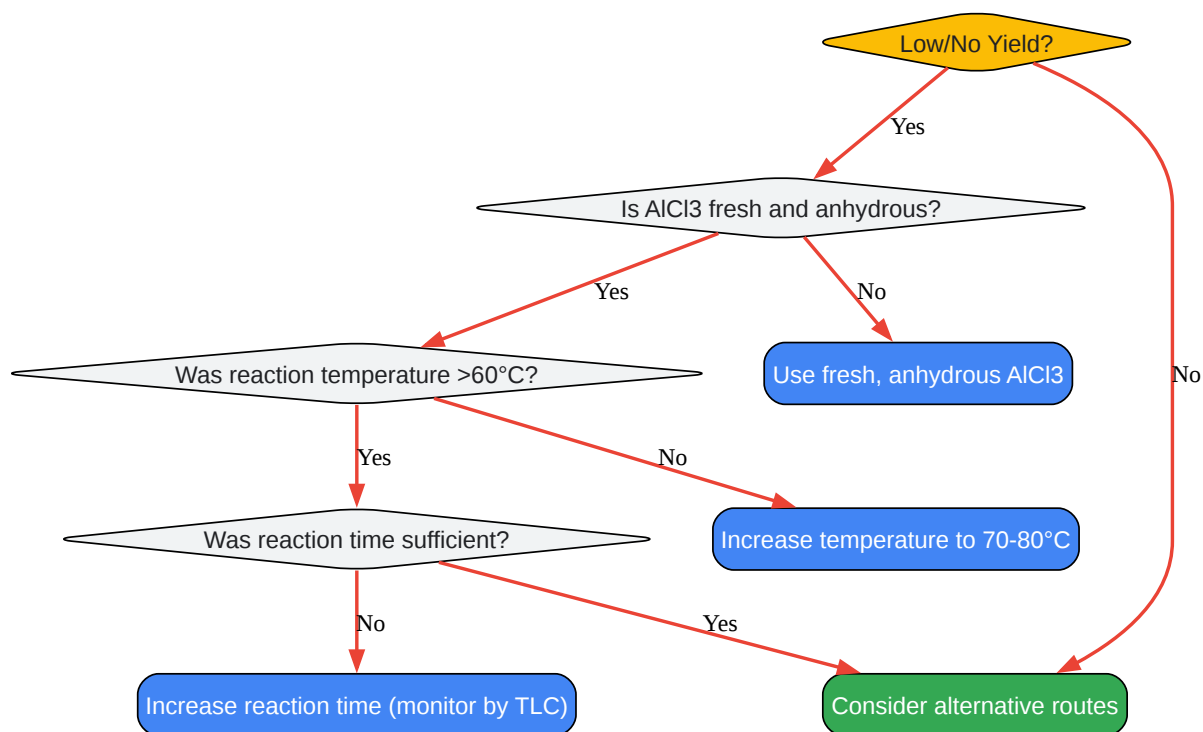 Low/No Yield?
Yes
Is AlCl3 fresh and anhydrous?
Yes
No
Was reaction temperature >60°C?
Use fresh, anhydrous AlCl3
No
Yes
No
Was reaction time sufficient?
Increase temperature to 70-80°C
No
Yes
Increase reaction time (monitor by TLC)
Consider alternative routes